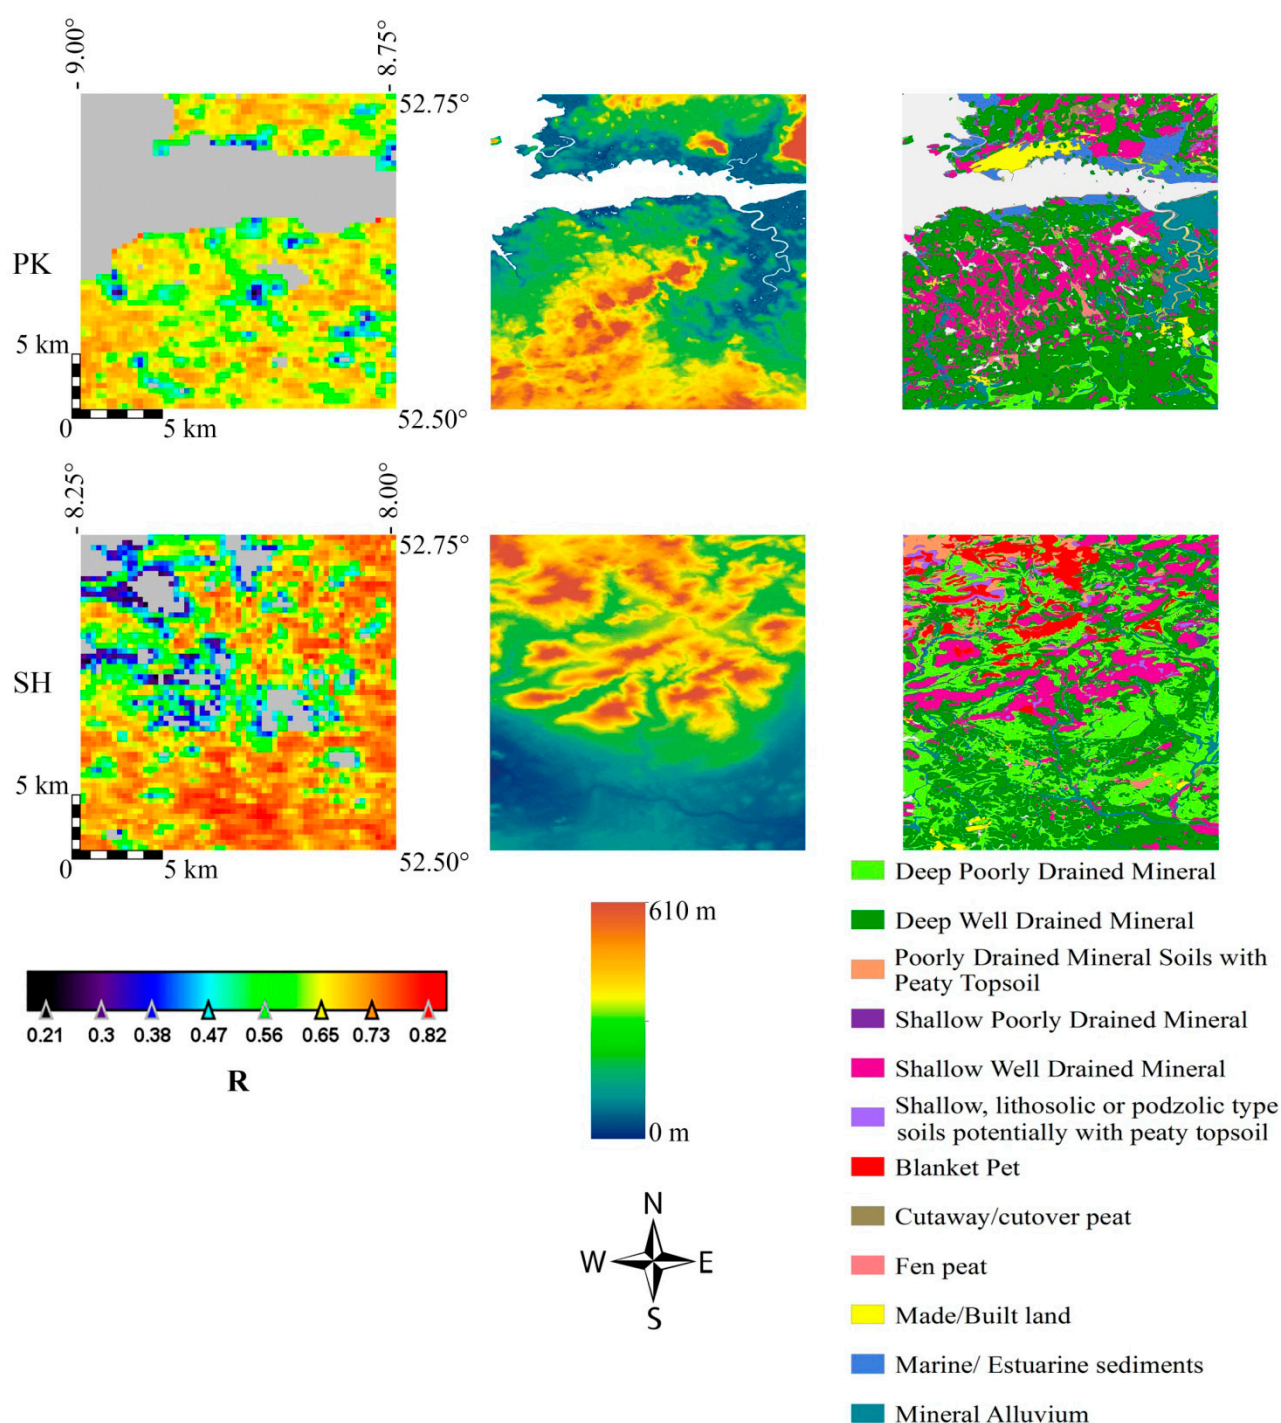 9.00°
8.75°
52.75°
PK
5 km
0
5 km
52.50°
8.25°
8.00°
52.75°
SH
5 km
0
5 km
52.50°
0.21 0.3 0.38 0.47 0.56 0.65 0.73 0.82
R
610 m
0 m
N
W
E
S
Deep Poorly Drained Mineral
Deep Well Drained Mineral
Poorly Drained Mineral Soils with
Peaty Topsoil
Shallow Poorly Drained Mineral
Shallow Well Drained Mineral
Shallow, lithosolic or podzolic type
soils potentially with peaty topsoil
Blanket Pet
Cutaway/cutover peat
Fen peat
Made/Built land
Marine/ Estuarine sediments
Mineral Alluvium